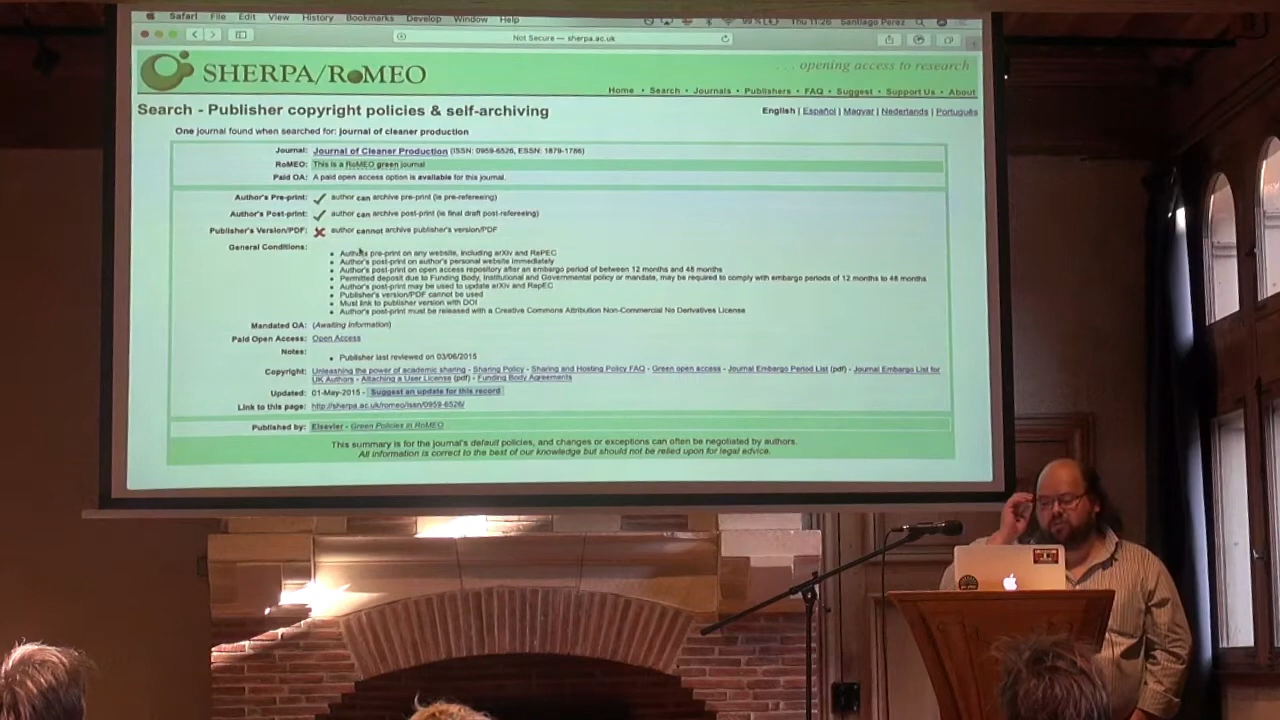 Safari File Edit View History Bookmarks Develop Window Help Thu 11:26 Santiago Perez
Not Secure — sherpa.ac.uk
SHERPA/RoMEO
. . . opening access to research
Home • Search • Journals • Publishers • FAQ • Suggest • Support Us • About
Search - Publisher copyright policies & self-archiving
English | Español | Magyar | Nederlands | Português
One journal found when searched for: journal of cleaner production
Journal: Journal of Cleaner Production (ISSN: 0959-6526, ESSN: 1879-1786)
RoMEO: This is a RoMEO green journal
Paid OA: A paid open access option is available for this journal.
Author's Pre-print: author can archive pre-print (ie pre-refereeing)
Author's Post-print: author can archive post-print (ie final draft post-refereeing)
Publisher's Version/PDF: author cannot archive publisher's version/PDF
General Conditions:
Authors pre-print on any website, including arXiv and RePEC
Author's post-print on author's personal website immediately
Author's post-print on open access repository after an embargo period of between 12 months and 48 months
Permitted deposit due to Funding Body, Institutional and Governmental policy or mandate, may be required to comply with embargo periods of 12 months to 48 months
Author's post-print may be used to update arXiv and RepEC
Publisher's version/PDF cannot be used
Must link to publisher version with DOI
Author's post-print must be released with a Creative Commons Attribution Non-Commercial No Derivatives License
Mandated OA: (Awaiting information)
Paid Open Access: Open Access
Notes:
Publisher last reviewed on 03/06/2015
Copyright: Unleashing the power of academic sharing - Sharing Policy - Sharing and Hosting Policy FAQ - Green open access - Journal Embargo Period List (pdf) - Journal Embargo List for
UK Authors - Attaching a User License (pdf) - Funding Body Agreements
Updated: 01-May-2015 - Suggest an update for this record
Link to this page: http://sherpa.ac.uk/romeo/issn/0959-6526/
Published by: Elsevier - Green Policies in RoMEO
This summary is for the journal's default policies, and changes or exceptions can often be negotiated by authors.
All information is correct to the best of our knowledge but should not be relied upon for legal advice.